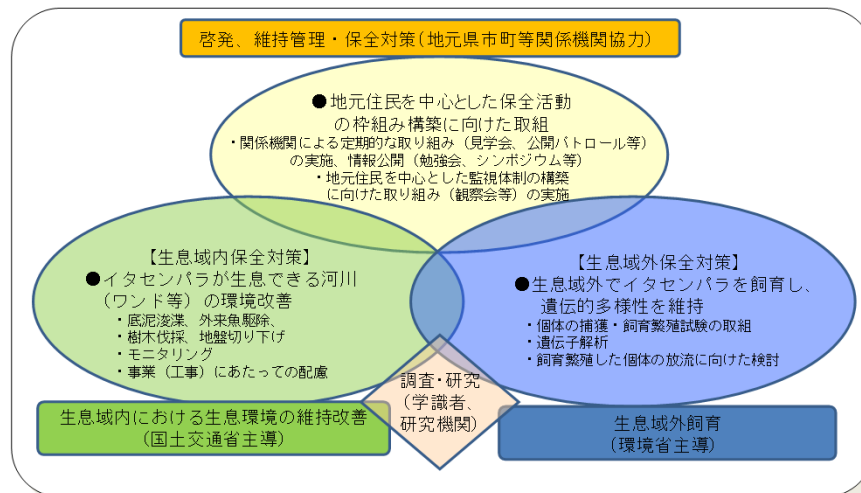 啓発、維持管理・保全対策(地元県市町等関係機関協力)
●地元住民を中心とした保全活動
の枠組み構築に向けた取組
・関係機関による定期的な取り組み(見学会、公開パトロール等)
の実施、情報公開(勉強会、シンポジウム等)
・地元住民を中心とした監視体制の構築
に向けた取り組み(観察会等)の実施
【生息域内保全対策】
●イタセンパラが生息できる河川
(ワンド等)の環境改善
・底泥浚渫、外来魚駆除、
・樹木伐採、地盤切り下げ
・モニタリング
・事業(工事)にあたっての配慮
【生息域外保全対策】
●生息域外でイタセンパラを飼育し、
遺伝的多様性を維持
・個体の捕獲・飼育繁殖試験の取組
・遺伝子解析
・飼育繁殖した個体の放流に向けた検討
調査・研究
(学識者、
研究機関)
生息域内における生息環境の維持改善
(国土交通省主導)
生息域外飼育
(環境省主導)